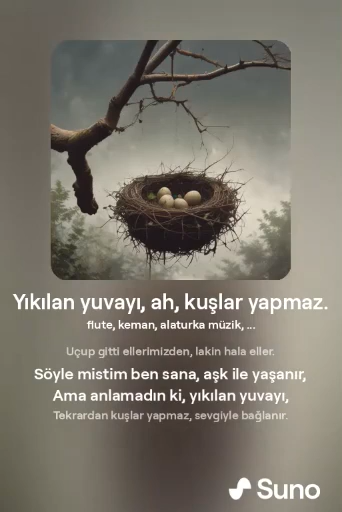 Yıkılan yuvayı, ah, kuşlar yapmaz.
flute, keman, alaturka müzik, ...
Uçup gitti ellerimizden, lakin hala eller.
Söyle mistim ben sana, aşk ile yaşanır,
Ama anlamadın ki, yıkılan yuvayı,
Tekrardan kuşlar yapmaz, sevgiyle bağlanır.
Suno